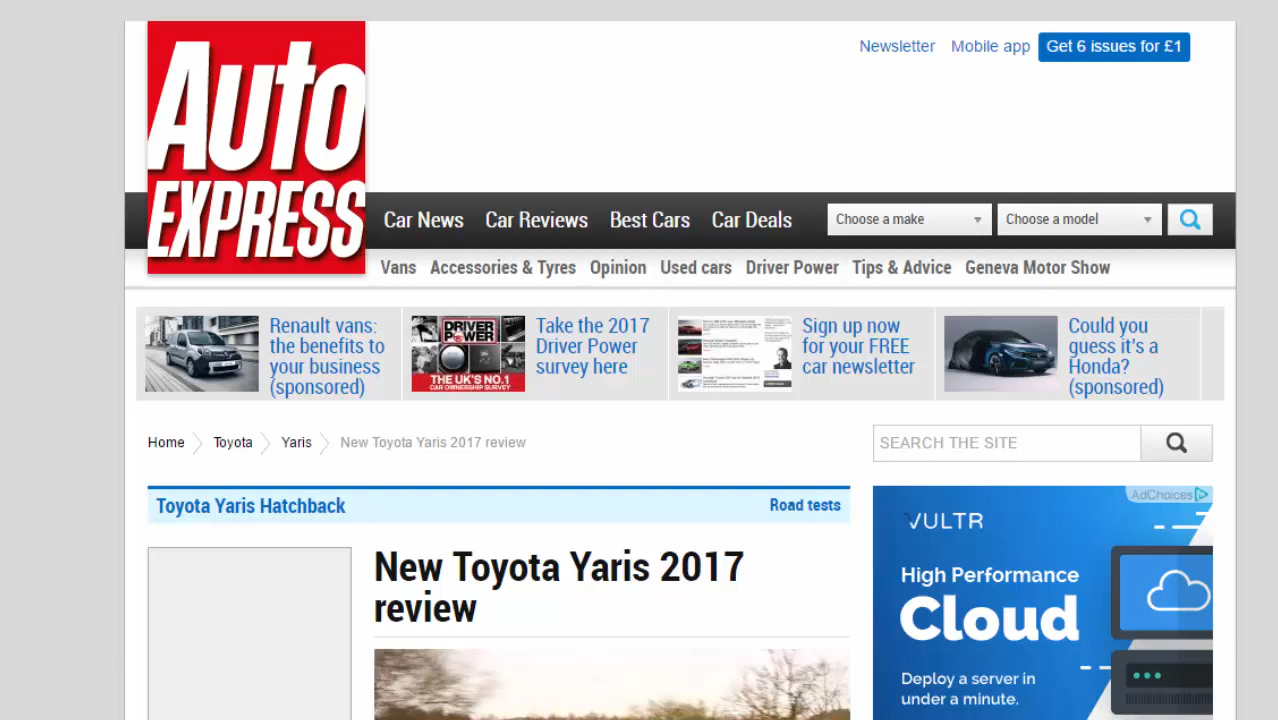 Auto
EXPRESS
Newsletter Mobile app Get 6 issues for £1
Car News Car Reviews Best Cars Car Deals Choose a make Choose a model
Vans Accessories & Tyres Opinion Used cars Driver Power Tips & Advice Geneva Motor Show
Renault vans:
the benefits to
your business
(sponsored)
DRIVER
POWER
THE UK'S NO.1
CAR OWNERSHIP SURVEY
Take the 2017
Driver Power
survey here
Sign up now
for your FREE
car newsletter
Could you
guess it's a
Honda?
(sponsored)
Home Toyota Yaris New Toyota Yaris 2017 review
SEARCH THE SITE
Toyota Yaris Hatchback Road tests
New Toyota Yaris 2017
review
AdChoices
VULTR
High Performance
Cloud
Deploy a server in
under a minute.